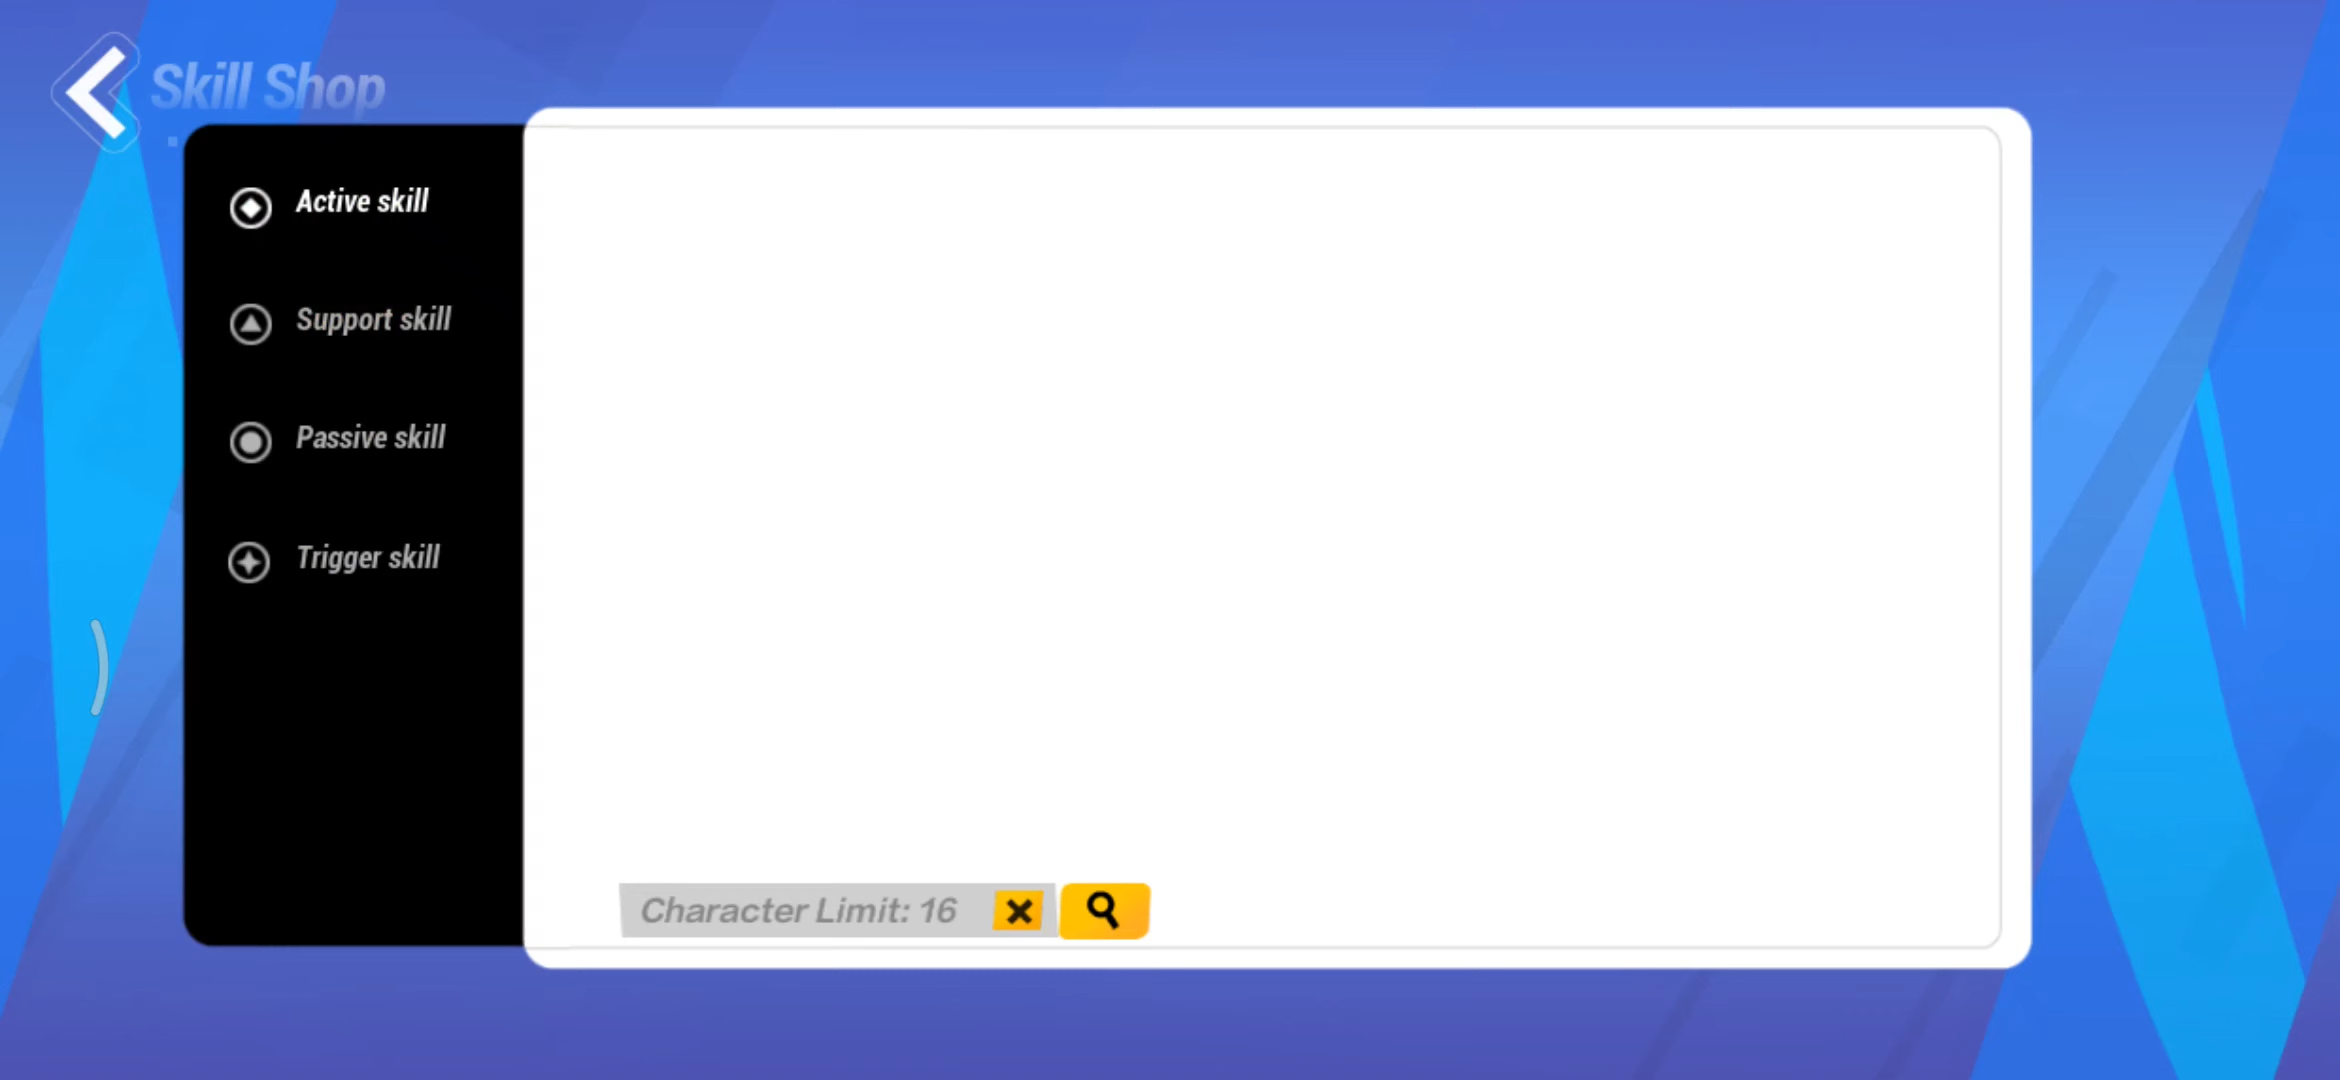 Skill Shop
Active skill
Support skill
Passive skill
Trigger skill
Character Limit: 16